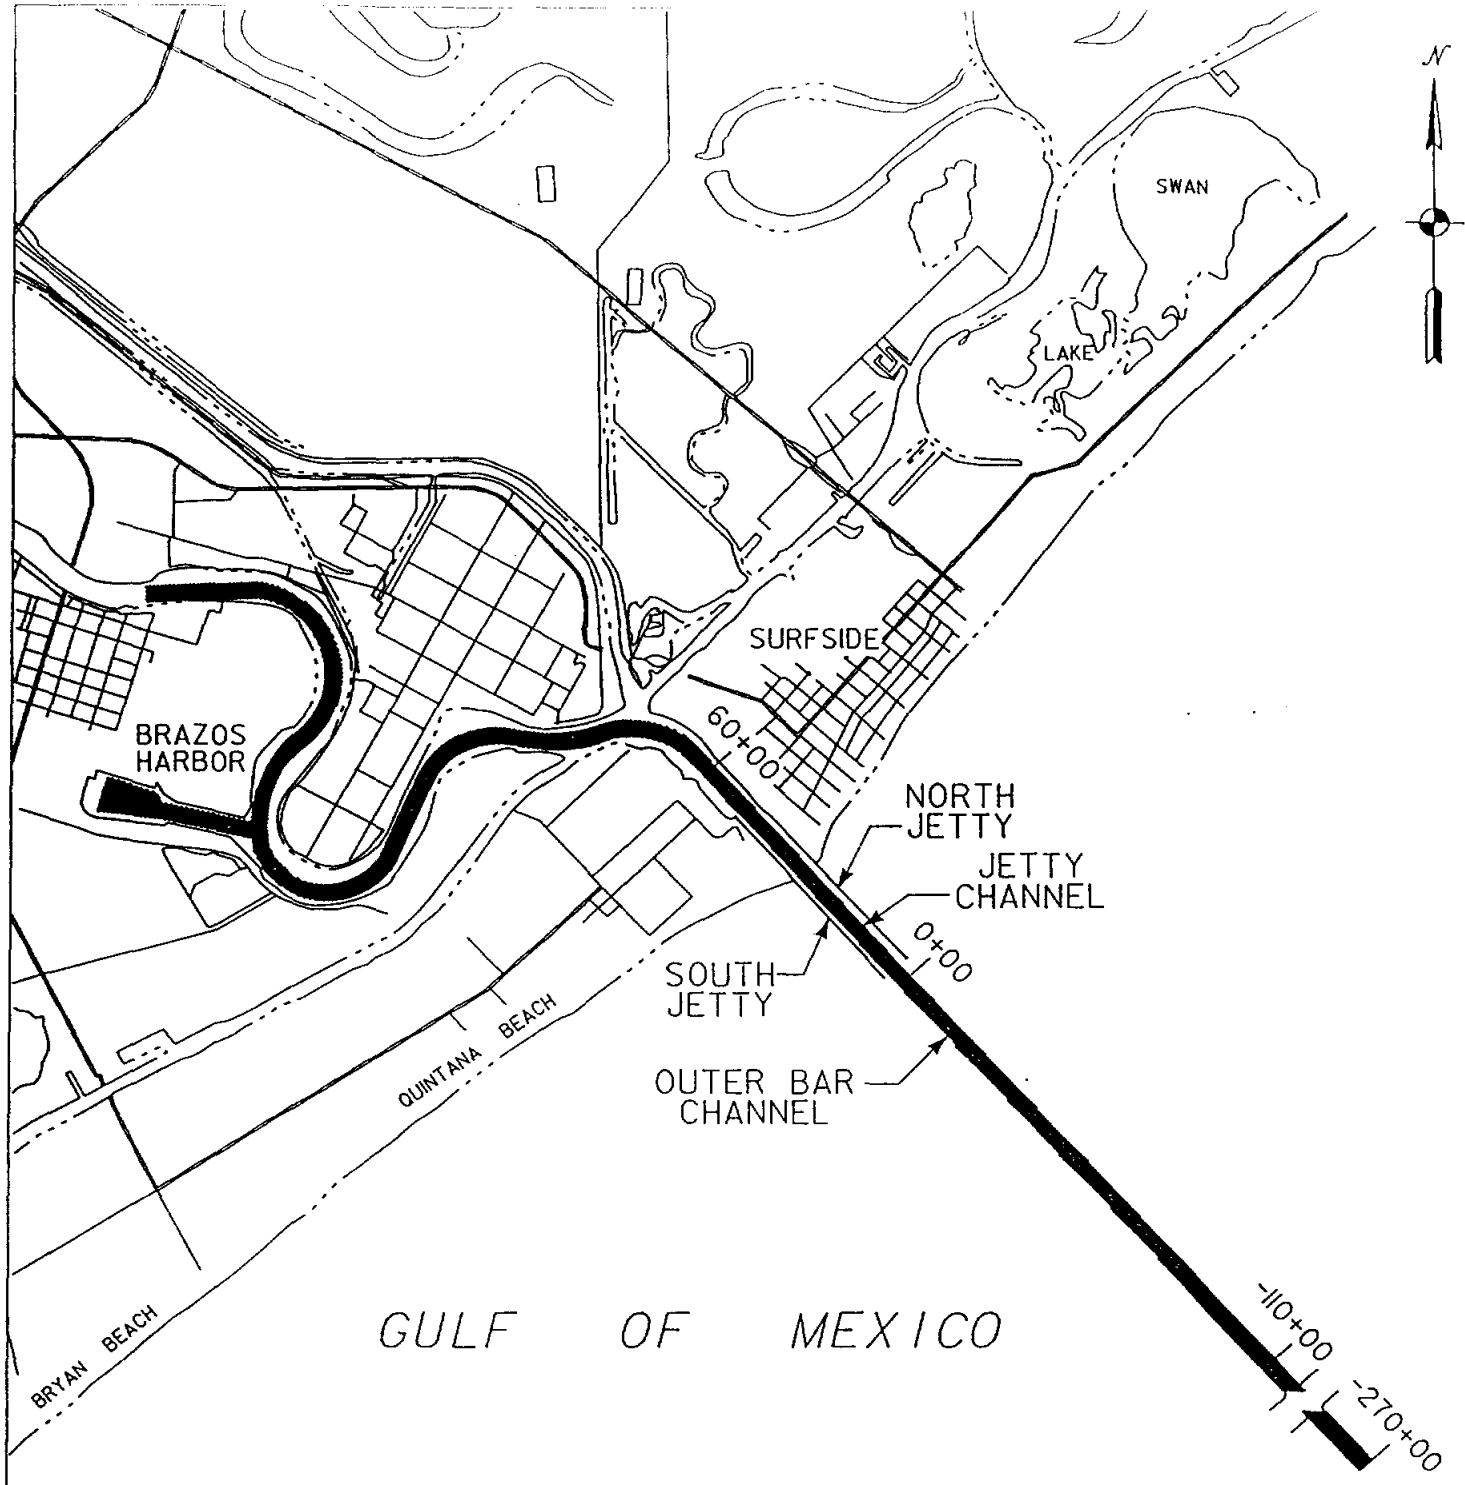 N
SWAN
LAKE
SURFSIDE
60+00
BRAZOS
HARBOR
NORTH
JETTY
JETTY
CHANNEL
0+00
SOUTH
JETTY
QUINTANA BEACH
OUTER BAR
CHANNEL
GULF OF MEXICO
-110+00
BRYAN BEACH
-270+00